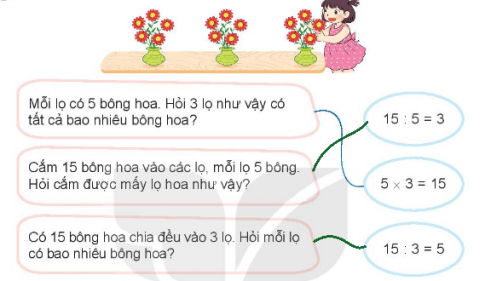 Mỗi lọ có 5 bông hoa. Hỏi 3 lọ như vậy có
tất cả bao nhiêu bông hoa?
15 : 5 = 3
Cắm 15 bông hoa vào các lọ, mỗi lọ 5 bông.
Hỏi cắm được mấy lọ hoa như vậy?
5 × 3 = 15
Có 15 bông hoa chia đều vào 3 lọ. Hỏi mỗi lọ
có bao nhiêu bông hoa?
15 : 3 = 5